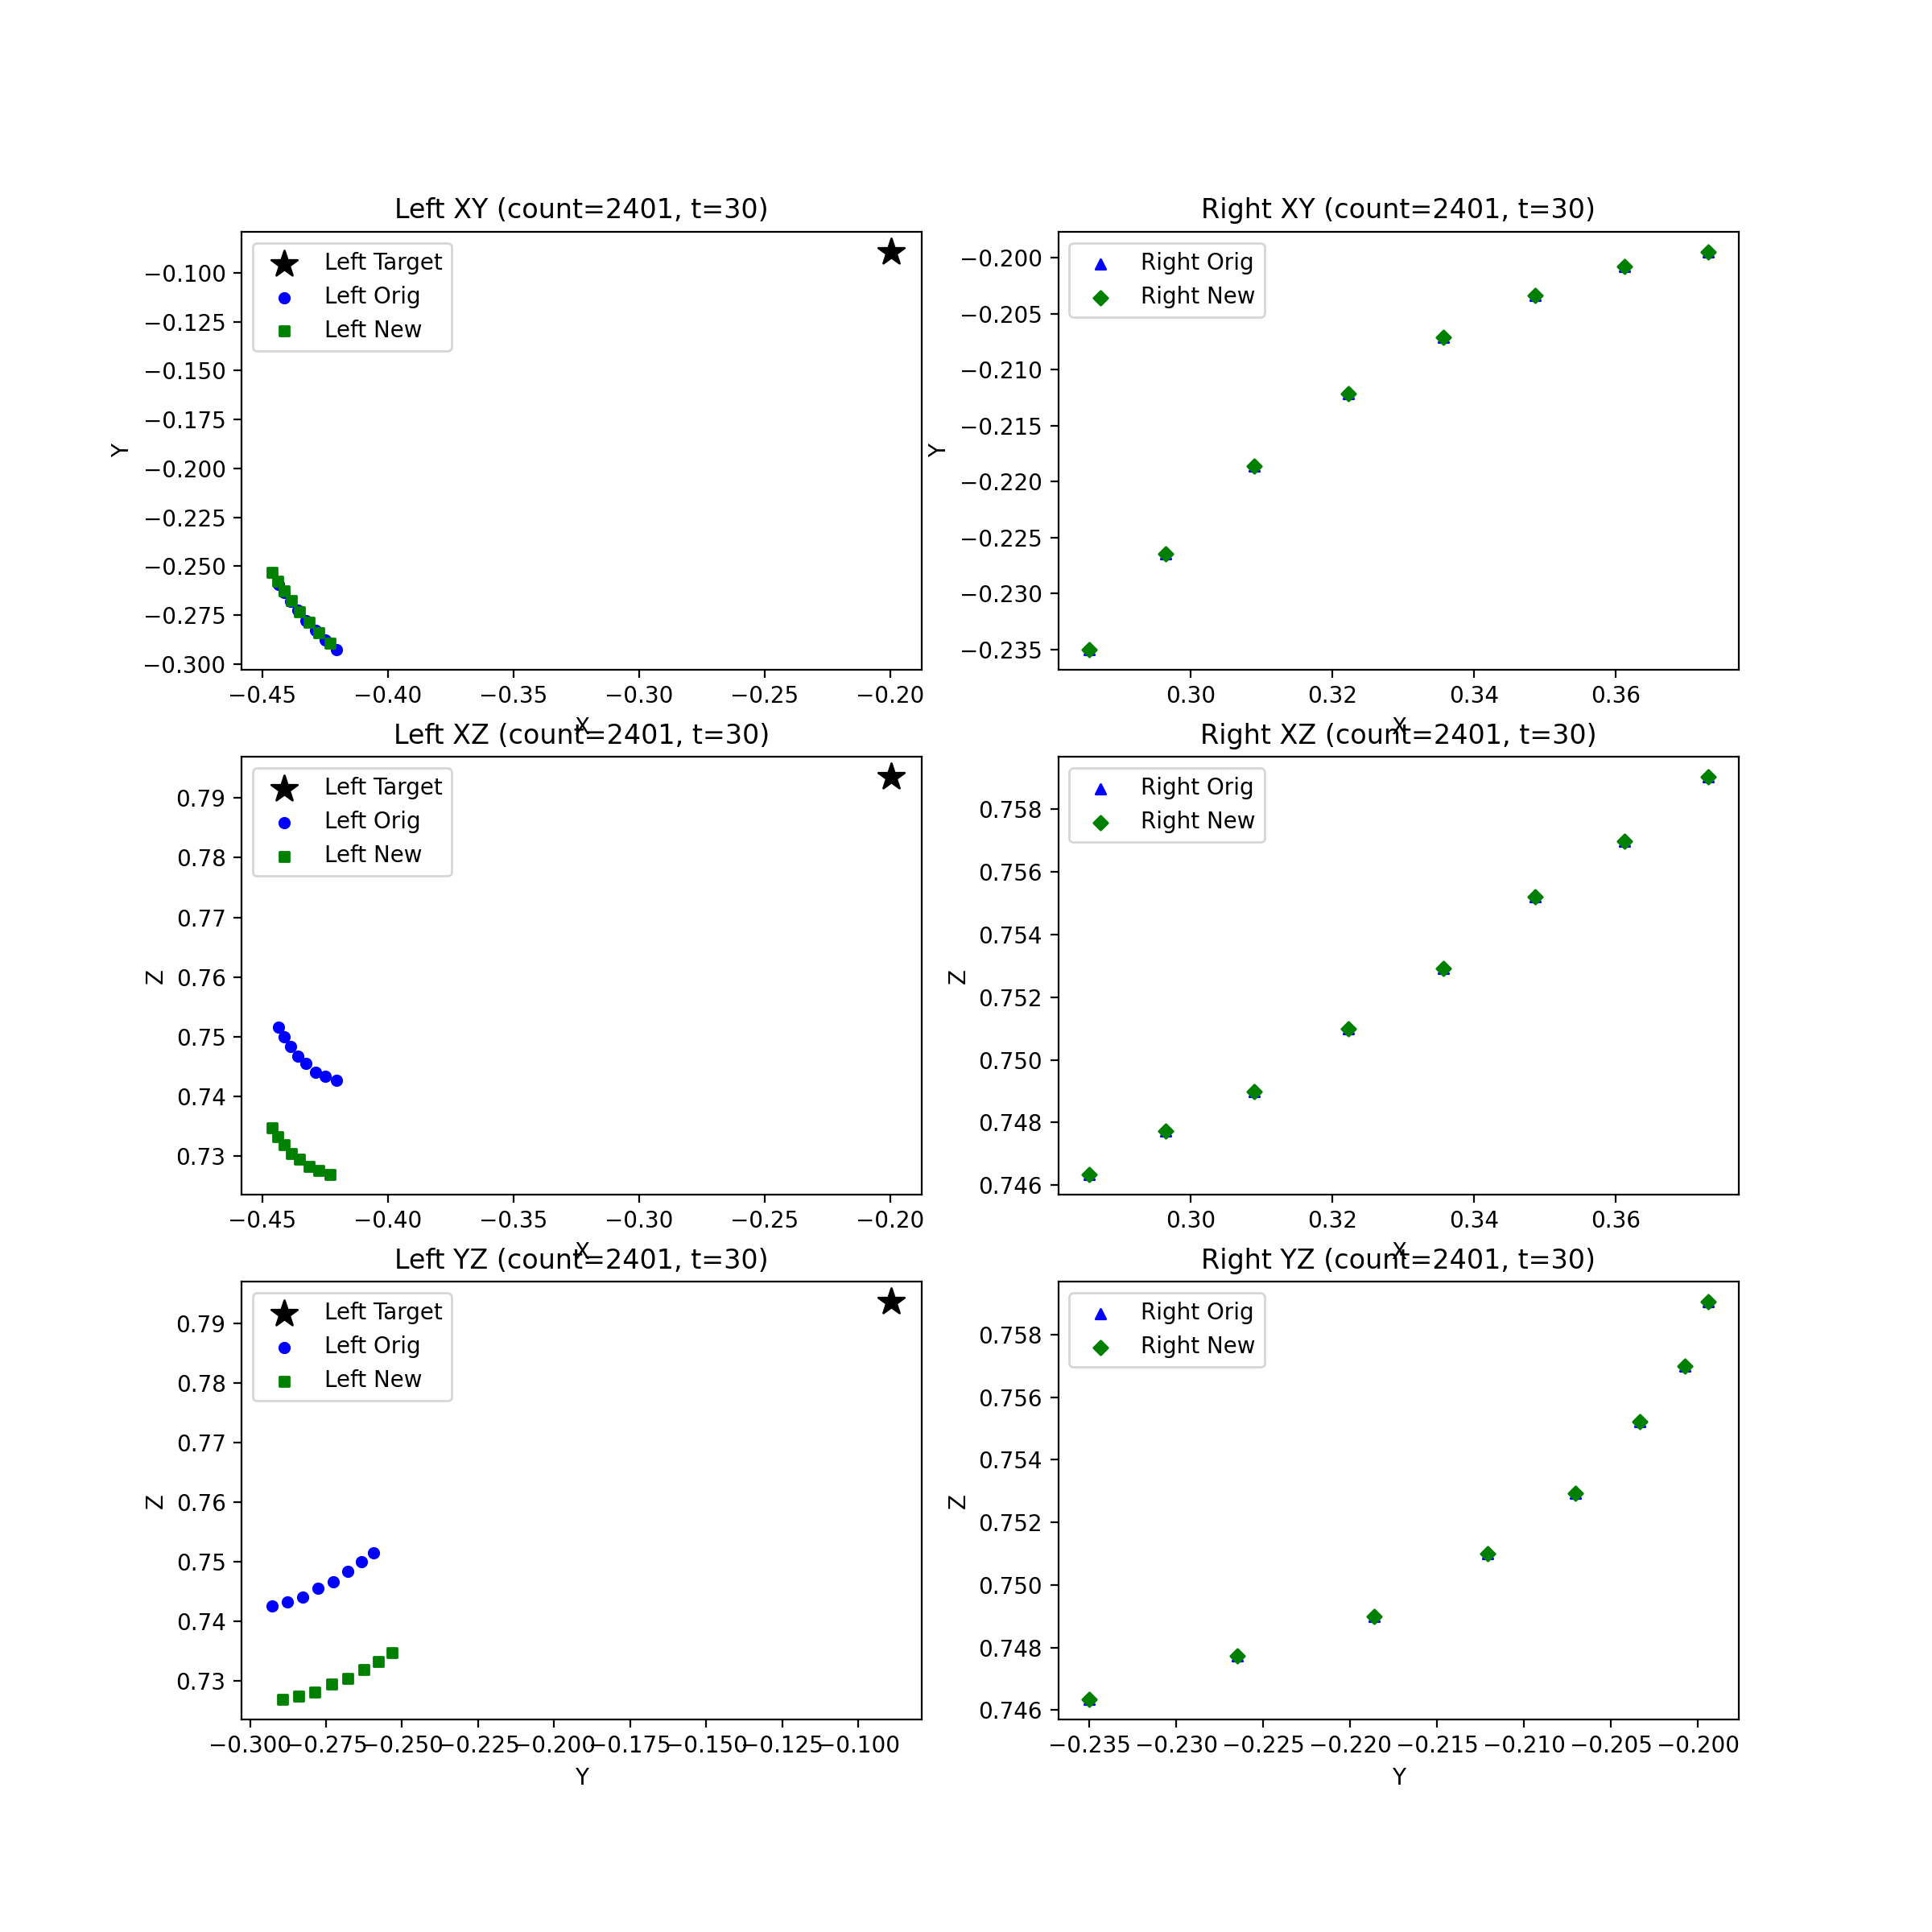 Left XY (count=2401, t=30)
Left Target
Left Orig
Left New
Y
−0.100
−0.125
−0.150
−0.175
−0.200
−0.225
−0.250
−0.275
−0.300
−0.45 −0.40 −0.35 −0.30 −0.25 −0.20
X
Right XY (count=2401, t=30)
Right Orig
Right New
Y
−0.200
−0.205
−0.210
−0.215
−0.220
−0.225
−0.230
−0.235
0.30 0.32 0.34 0.36
X
Left XZ (count=2401, t=30)
Left Target
Left Orig
Left New
Z
0.79
0.78
0.77
0.76
0.75
0.74
0.73
−0.45 −0.40 −0.35 −0.30 −0.25 −0.20
X
Right XZ (count=2401, t=30)
Right Orig
Right New
Z
0.758
0.756
0.754
0.752
0.750
0.748
0.746
0.30 0.32 0.34 0.36
X
Left YZ (count=2401, t=30)
Left Target
Left Orig
Left New
Z
0.79
0.78
0.77
0.76
0.75
0.74
0.73
−0.300 −0.275 −0.250 −0.225 −0.200 −0.175 −0.150 −0.125 −0.100
Y
Right YZ (count=2401, t=30)
Right Orig
Right New
Z
0.758
0.756
0.754
0.752
0.750
0.748
0.746
−0.235 −0.230 −0.225 −0.220 −0.215 −0.210 −0.205 −0.200
Y